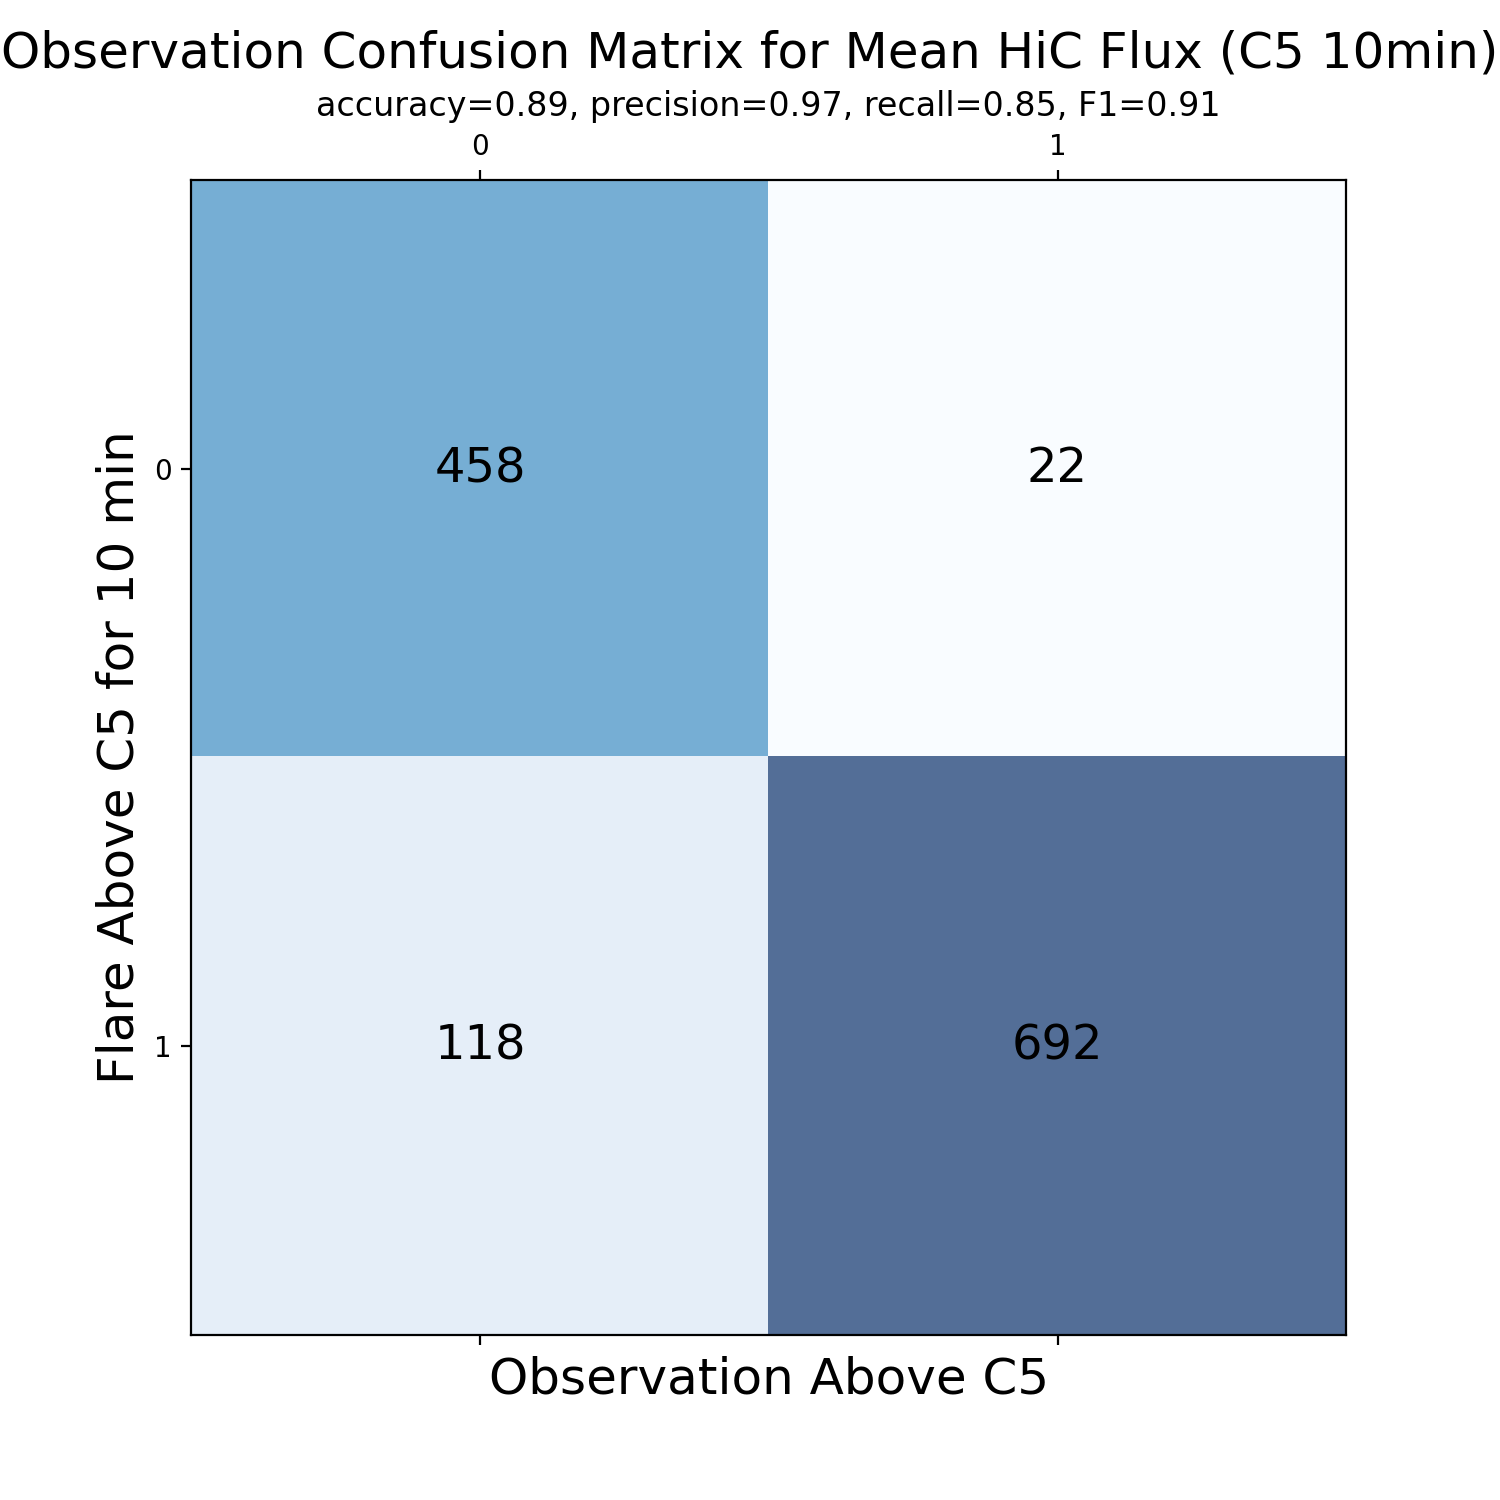 Observation Confusion Matrix for Mean HiC Flux (C5 10min)
accuracy=0.89, precision=0.97, recall=0.85, F1=0.91
0 1
Flare Above C5 for 10 min
0 458 22
1 118 692
Observation Above C5